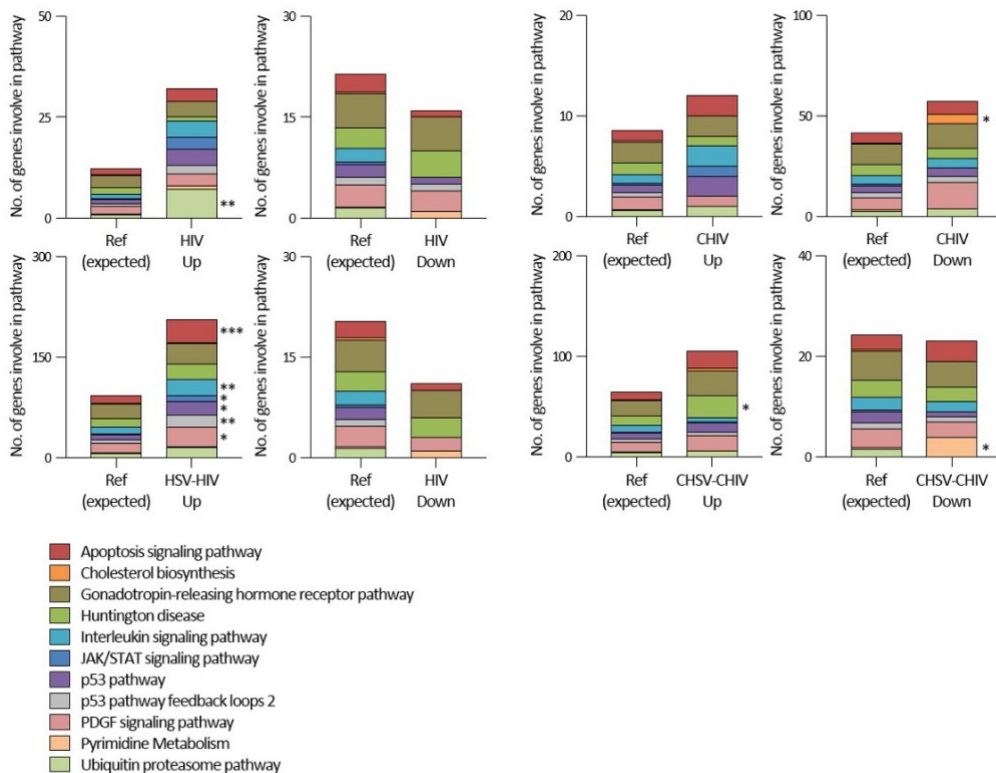 No. of genes involve in pathway
50
25
0
Ref
(expected)
HIV
Up
**
No. of genes involve in pathway
30
15
0
Ref
(expected)
HIV
Down
No. of genes involve in pathway
20
10
0
Ref
(expected)
CHIV
Up
No. of genes involve in pathway
100
50
0
Ref
(expected)
CHIV
Down
*
No. of genes involve in pathway
300
150
0
Ref
(expected)
HSV-HIV
Up
***
**
*
*
**
*
No. of genes involve in pathway
30
15
0
Ref
(expected)
HIV
Down
No. of genes involve in pathway
200
100
0
Ref
(expected)
CHSV-CHIV
Up
*
No. of genes involve in pathway
40
20
0
Ref
(expected)
CHSV-CHIV
Down
*
Apoptosis signaling pathway
Cholesterol biosynthesis
Gonadotropin-releasing hormone receptor pathway
Huntington disease
Interleukin signaling pathway
JAK/STAT signaling pathway
p53 pathway
p53 pathway feedback loops 2
PDGF signaling pathway
Pyrimidine Metabolism
Ubiquitin proteasome pathway